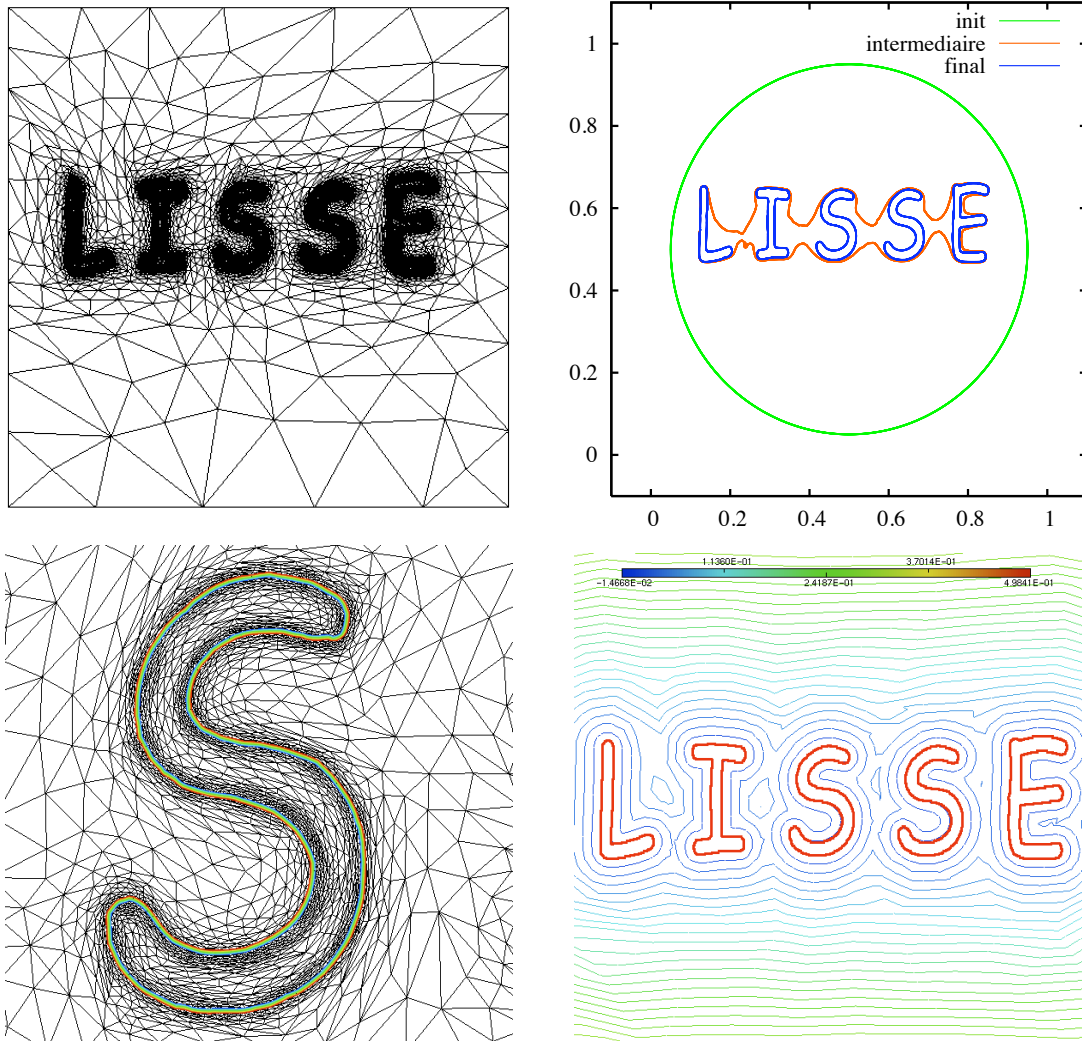 LISSE
init
intermediaire
final
1
0.8
0.6
0.4
0.2
0
LISSE
0 0.2 0.4 0.6 0.8 1
S
1.1360E-01 3.7014E-01
-1.4668E-02 2.4187E-01 4.9841E-01
LISSE